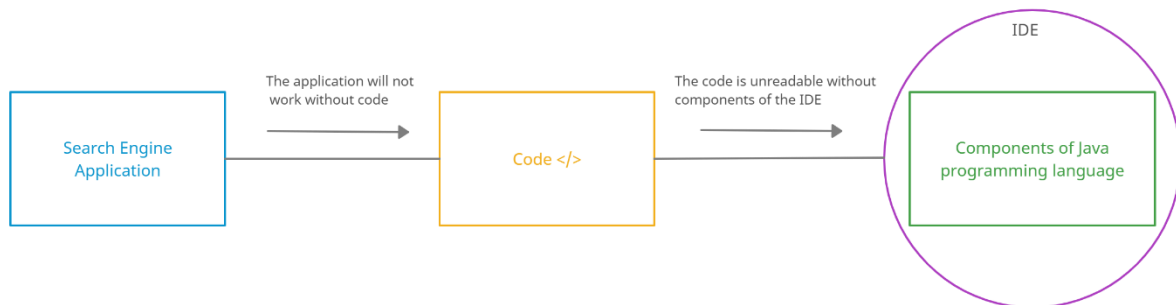 IDE
The application will not
work without code
The code is unreadable without
components of the IDE
Search Engine
Application
Code </>
Components of Java
programming language